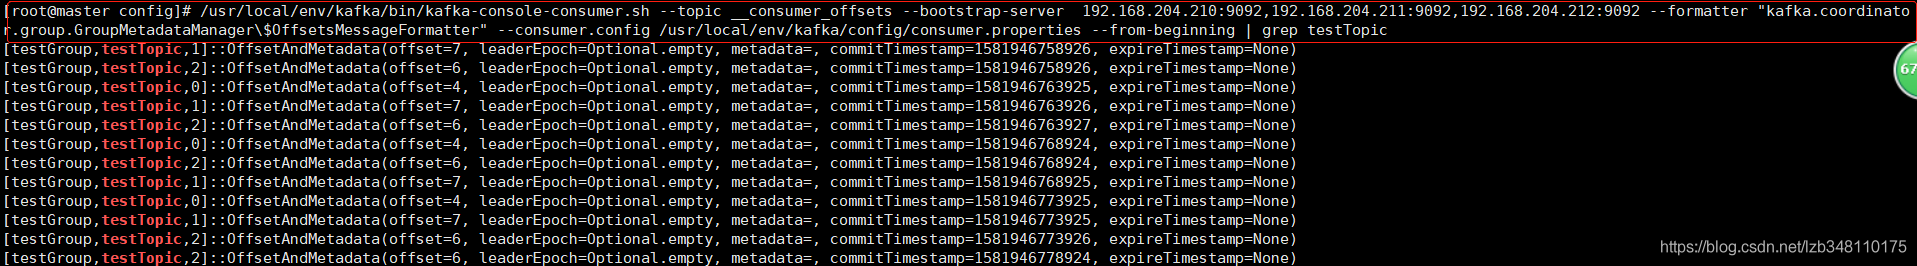 [root@master config]# /usr/local/env/kafka/bin/kafka-console-consumer.sh --topic __consumer_offsets --bootstrap-server  192.168.204.210:9092,192.168.204.211:9092,192.168.204.212:9092 --formatter "kafka.coordinato
r.group.GroupMetadataManager\$OffsetsMessageFormatter" --consumer.config /usr/local/env/kafka/config/consumer.properties --from-beginning | grep testTopic
[testGroup,testTopic,1]::OffsetAndMetadata(offset=7, leaderEpoch=Optional.empty, metadata=, commitTimestamp=1581946758926, expireTimestamp=None)
[testGroup,testTopic,2]::OffsetAndMetadata(offset=6, leaderEpoch=Optional.empty, metadata=, commitTimestamp=1581946758926, expireTimestamp=None)
[testGroup,testTopic,0]::OffsetAndMetadata(offset=4, leaderEpoch=Optional.empty, metadata=, commitTimestamp=1581946763925, expireTimestamp=None)
[testGroup,testTopic,1]::OffsetAndMetadata(offset=7, leaderEpoch=Optional.empty, metadata=, commitTimestamp=1581946763926, expireTimestamp=None)
[testGroup,testTopic,2]::OffsetAndMetadata(offset=6, leaderEpoch=Optional.empty, metadata=, commitTimestamp=1581946763927, expireTimestamp=None)
[testGroup,testTopic,0]::OffsetAndMetadata(offset=4, leaderEpoch=Optional.empty, metadata=, commitTimestamp=1581946768924, expireTimestamp=None)
[testGroup,testTopic,2]::OffsetAndMetadata(offset=6, leaderEpoch=Optional.empty, metadata=, commitTimestamp=1581946768924, expireTimestamp=None)
[testGroup,testTopic,1]::OffsetAndMetadata(offset=7, leaderEpoch=Optional.empty, metadata=, commitTimestamp=1581946768925, expireTimestamp=None)
[testGroup,testTopic,0]::OffsetAndMetadata(offset=4, leaderEpoch=Optional.empty, metadata=, commitTimestamp=1581946773925, expireTimestamp=None)
[testGroup,testTopic,1]::OffsetAndMetadata(offset=7, leaderEpoch=Optional.empty, metadata=, commitTimestamp=1581946773925, expireTimestamp=None)
[testGroup,testTopic,2]::OffsetAndMetadata(offset=6, leaderEpoch=Optional.empty, metadata=, commitTimestamp=1581946773926, expireTimestamp=None)
[testGroup,testTopic,2]::OffsetAndMetadata(offset=6, leaderEpoch=Optional.empty, metadata=, commitTimestamp=1581946778924, expireTimestamp=None)
67
https://blog.csdn.net/lzb348110175